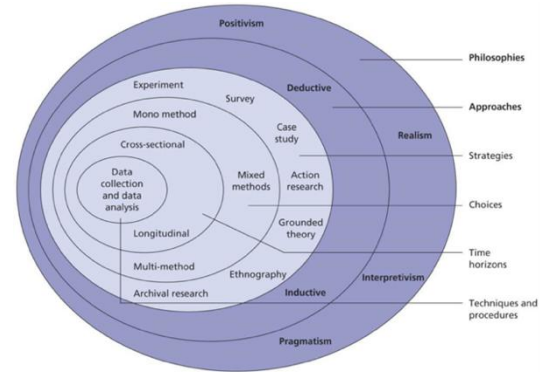 Positivism
Philosophies
Experiment
Deductive
Survey
Approaches
Mono method
Case
study
Realism
Cross-sectional
Strategies
Data
collection
and data
analysis
Mixed
methods
Action
research
Choices
Grounded
theory
Longitudinal
Time
horizons
Multi-method
Ethnography
Interpretivism
Archival research
Inductive
Techniques and
procedures
Pragmatism